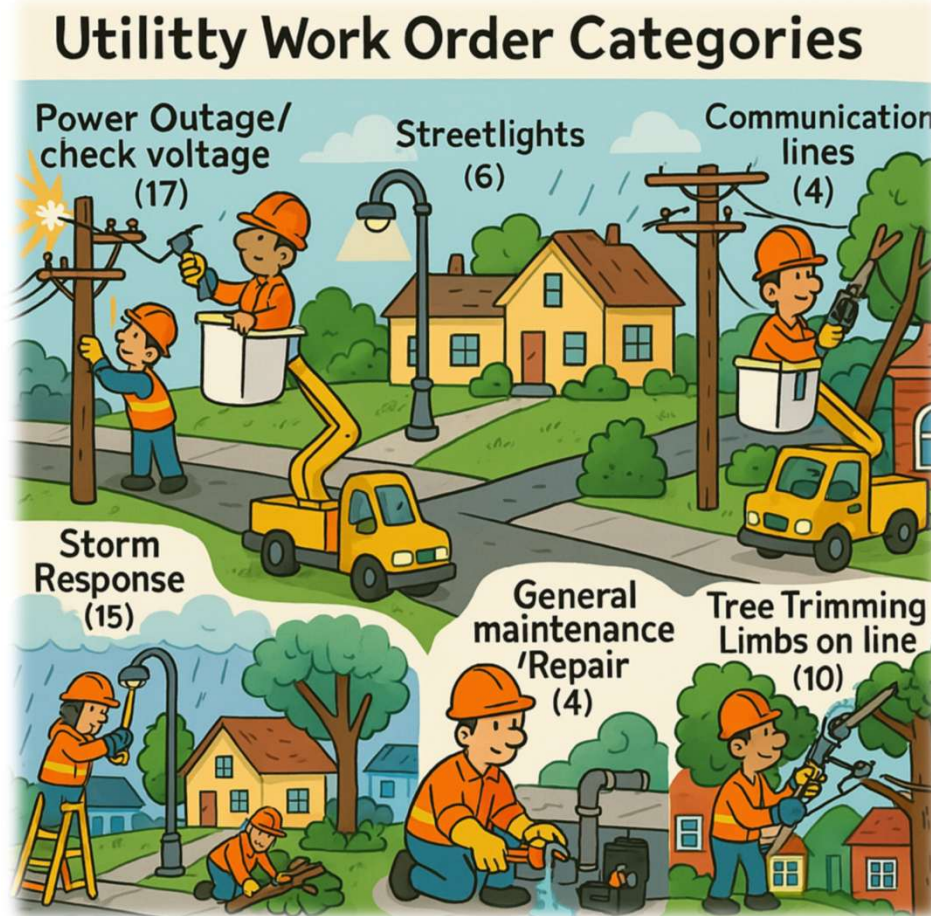 Utilitty Work Order Categories
Power Outage/
check voltage
(17)
Streetlights
(6)
Communication
lines
(4)
Storm
Response
(15)
General
maintenance
'Repair
(4)
Tree Trimming
Limbs on line
(10)